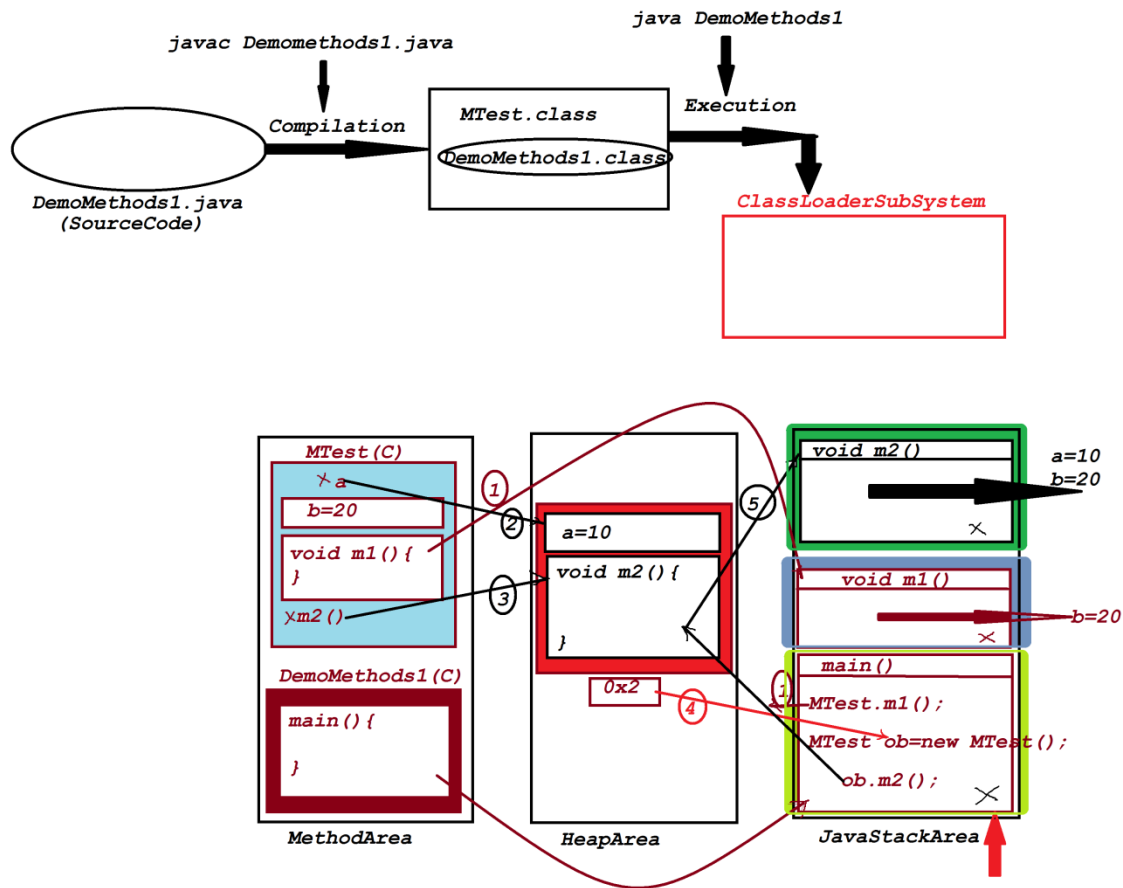 javac Demomethods1.java
java DemoMethods1
Compilation
MTest.class
DemoMethods1.class
Execution
DemoMethods1.java
(SourceCode)
ClassLoaderSubSystem
MTest(C)
a
b=20
void m1(){
}
m2()
DemoMethods1(C)
main(){
}
MethodArea
1
2
3
a=10
void m2(){
}
0x2
4
5
HeapArea
void m2()
a=10
b=20
void m1()
b=20
main()
1
MTest.m1();
MTest ob=new MTest();
ob.m2();
JavaStackArea